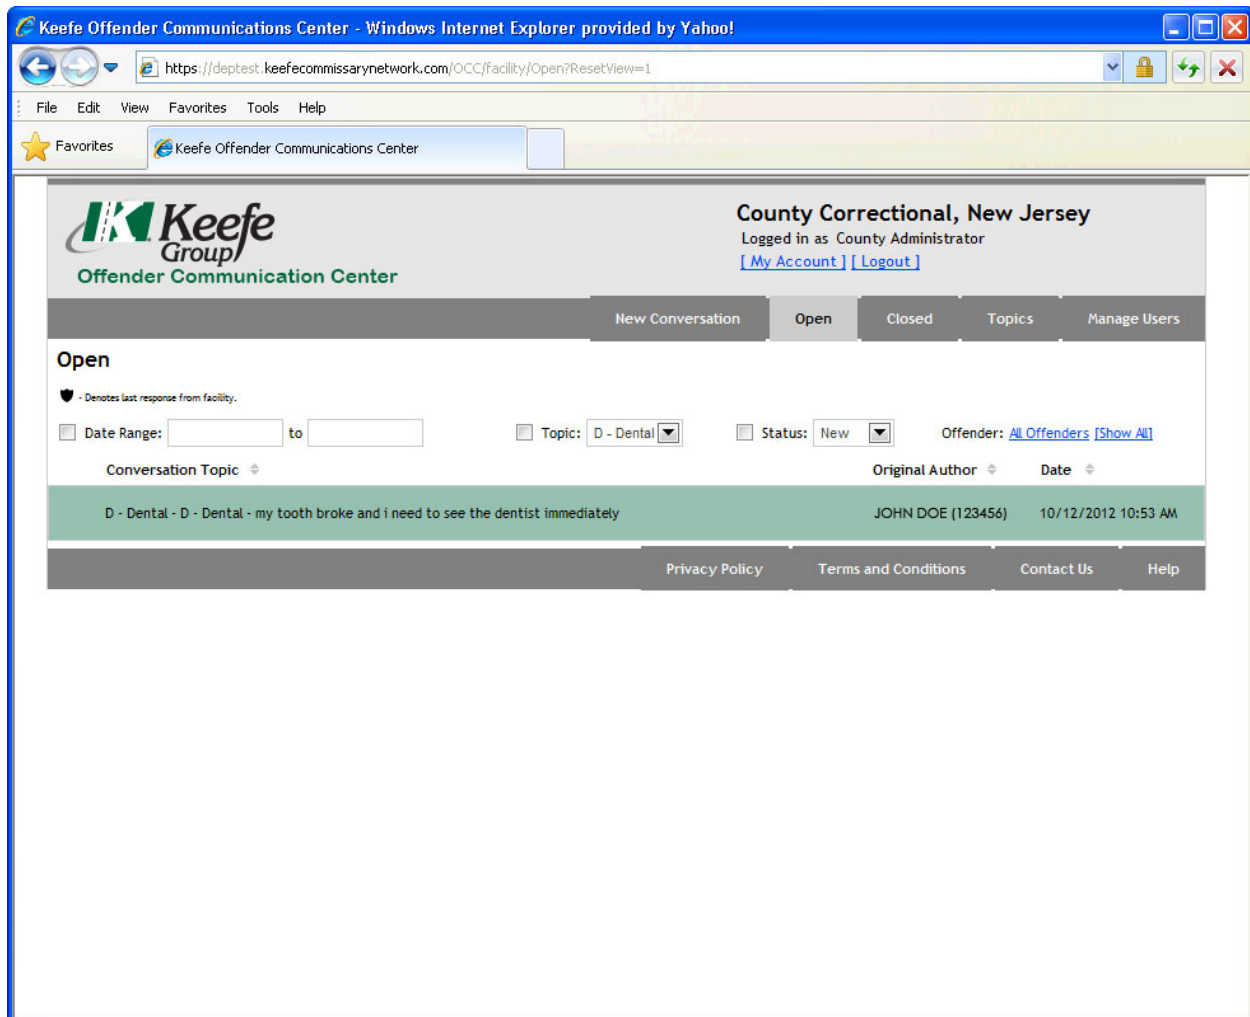 Keefe Offender Communications Center - Windows Internet Explorer provided by Yahoo!
https://deptest.keefecommissarynetwork.com/OCC/facility/Open?ResetView=1
File Edit View Favorites Tools Help
Favorites Keefe Offender Communications Center
Keefe
Group
Offender Communication Center
County Correctional, New Jersey
Logged in as County Administrator
[ My Account ] [ Logout ]
New Conversation Open Closed Topics Manage Users
Open
- Denotes last response from facility.
Date Range: to Topic: D - Dental Status: New Offender: All Offenders [Show All]
Conversation Topic Original Author Date
D - Dental - D - Dental - my tooth broke and i need to see the dentist immediately JOHN DOE (123456) 10/12/2012 10:53 AM
Privacy Policy Terms and Conditions Contact Us Help